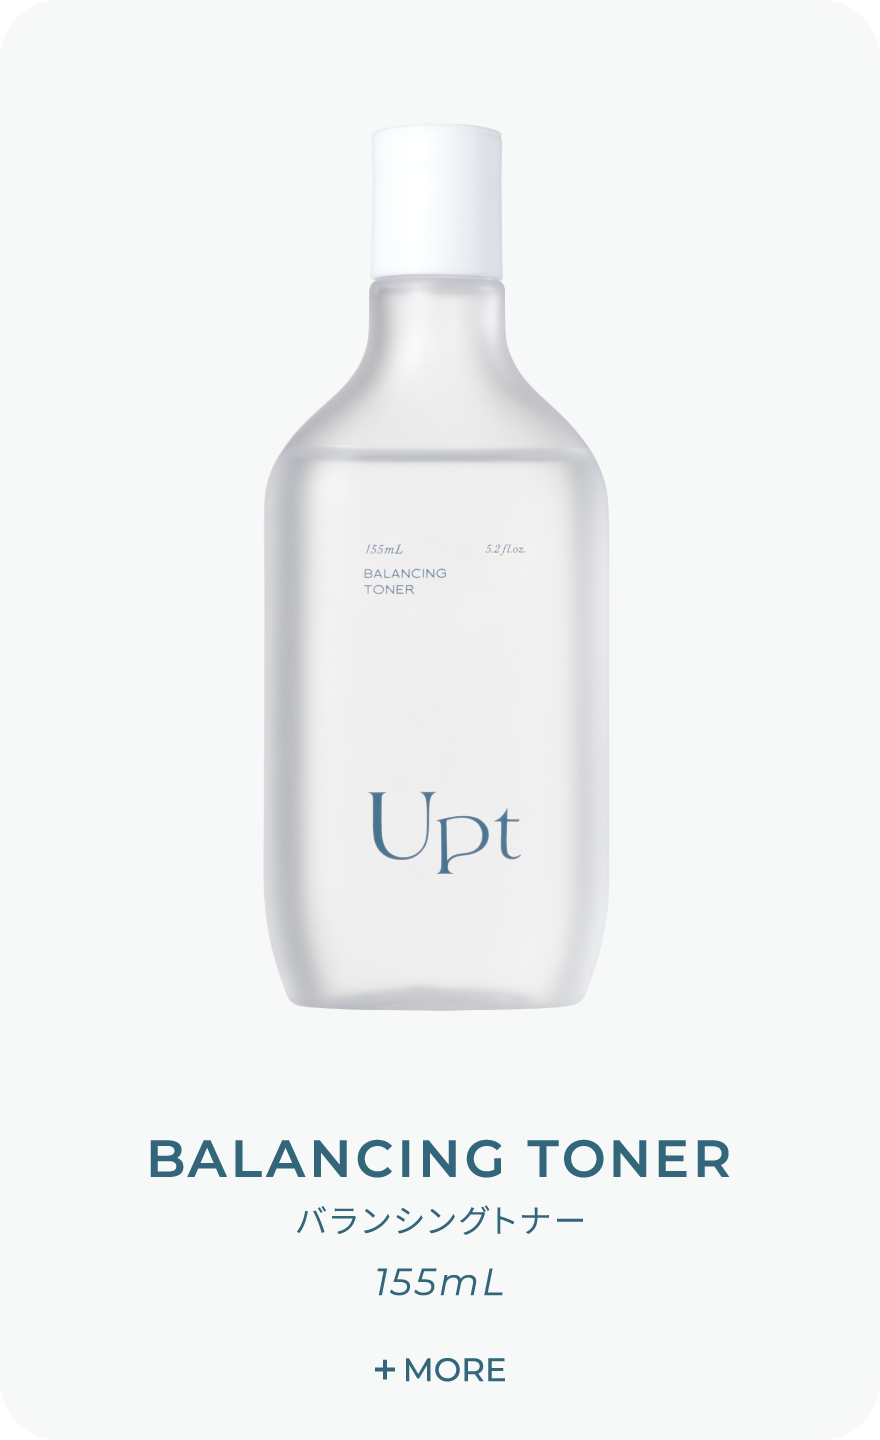 155mL 5.2 fl.oz.
BALANCING
TONER
Upt
BALANCING TONER
バランシングトナー
155mL
+ MORE